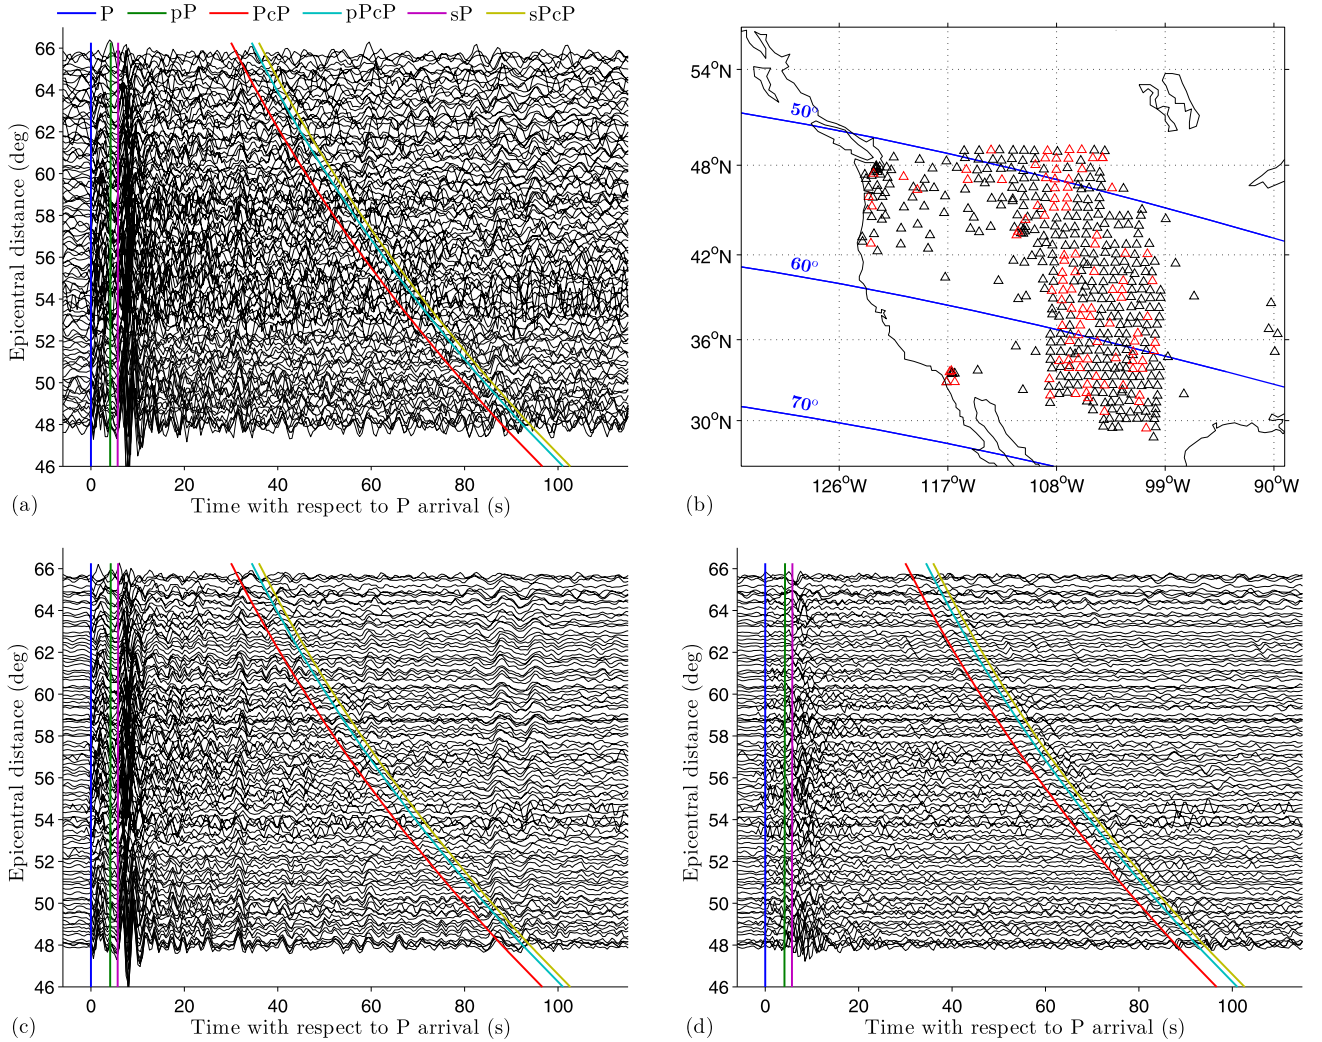 P pP PcP pPcP sP sPcP
66
64
62
60
58
56
54
52
50
48
46
Epicentral distance (deg)
0 20 40 60 80 100
(a) Time with respect to P arrival (s)
54°N
48°N
42°N
36°N
30°N
50°
60°
70°
126°W 117°W 108°W 99°W 90°W
(b)
66
64
62
60
58
56
54
52
50
48
46
Epicentral distance (deg)
0 20 40 60 80 100
(c) Time with respect to P arrival (s)
66
64
62
60
58
56
54
52
50
48
46
Epicentral distance (deg)
0 20 40 60 80 100
(d) Time with respect to P arrival (s)